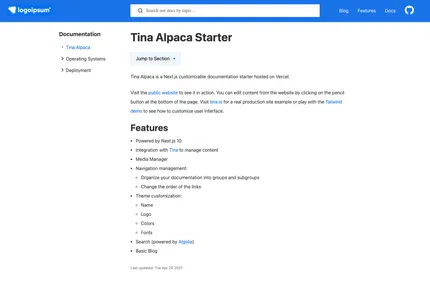 logoipsum®
Search our docs by topic...
Blog
Features
Docs
Documentation
Tina Alpaca
Operating Systems
Deployment
Tina Alpaca Starter
Jump to Section
Tina Alpaca is a Next.js customizable documentation starter hosted on Vercel.
Visit the public website to see it in action. You can edit content from the website by clicking on the pencil
button at the bottom of the page. Visit tina.io for a real production site example or play with the Tailwind
demo to see how to customize user interface.
Features
Powered by Next.js 10
Integration with Tina to manage content
Media Manager
Navigation management:
Organize your documentation into groups and subgroups
Change the order of the links
Theme customization:
Name
Logo
Colors
Fonts
Search (powered by Algolia)
Basic Blog
Last updated: Tue Apr 20 2021